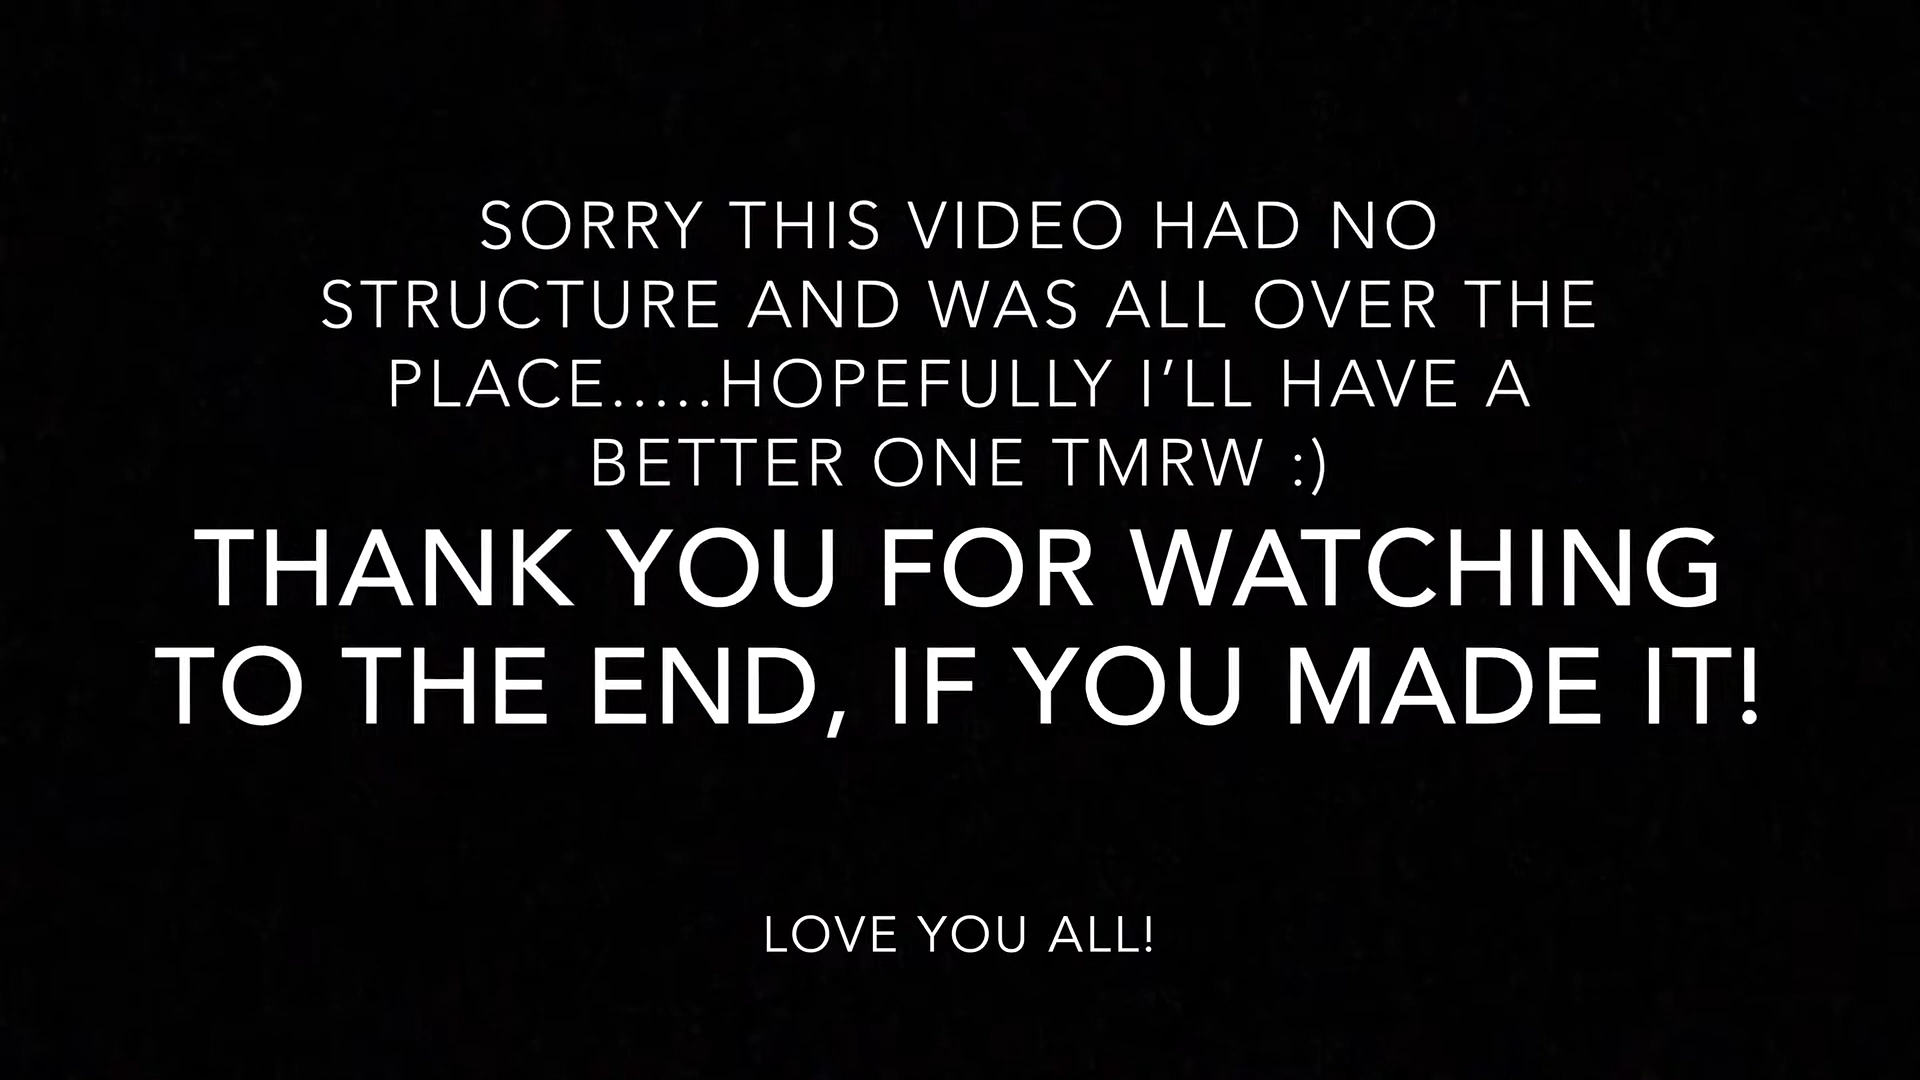 SORRY THIS VIDEO HAD NO
STRUCTURE AND WAS ALL OVER THE
PLACE.....HOPEFULLY I’LL HAVE A
BETTER ONE TMRW :)
THANK YOU FOR WATCHING
TO THE END, IF YOU MADE IT!
LOVE YOU ALL!